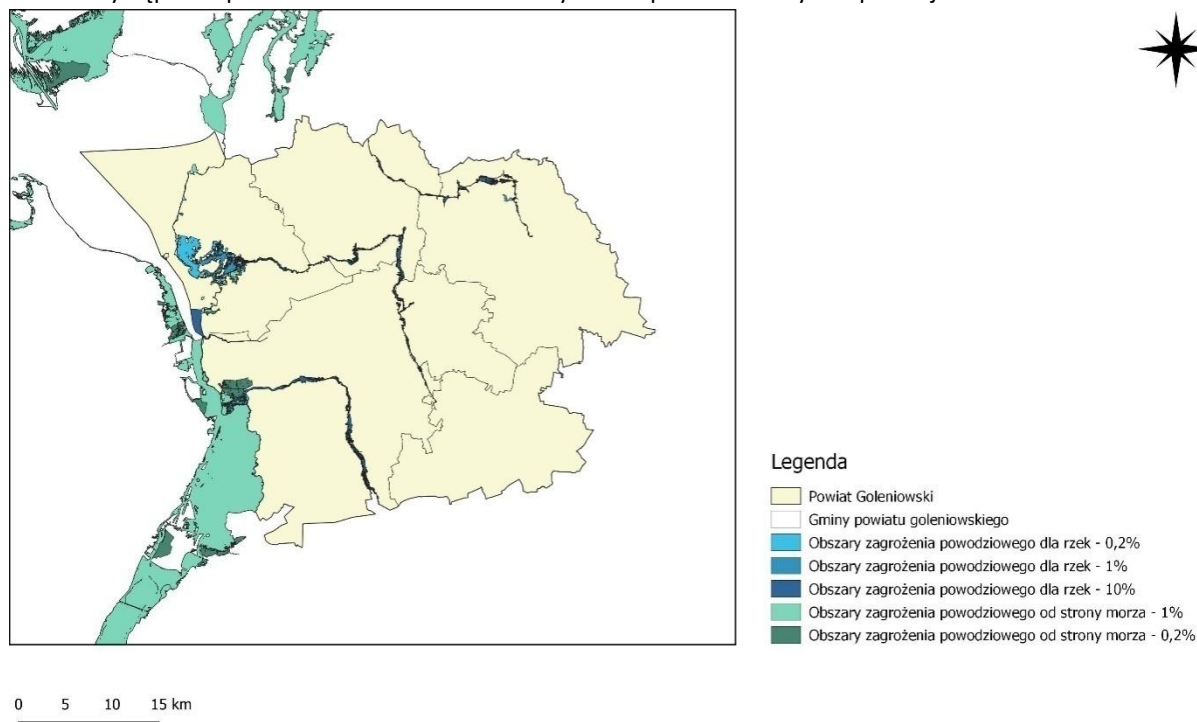 Legenda
Powiat Goleniowski
Gminy powiatu goleniowskiego
Obszary zagrożenia powodziowego dla rzek - 0,2%
Obszary zagrożenia powodziowego dla rzek - 1%
Obszary zagrożenia powodziowego dla rzek - 10%
Obszary zagrożenia powodziowego od strony morza - 1%
Obszary zagrożenia powodziowego od strony morza - 0,2%
0 5 10 15 km